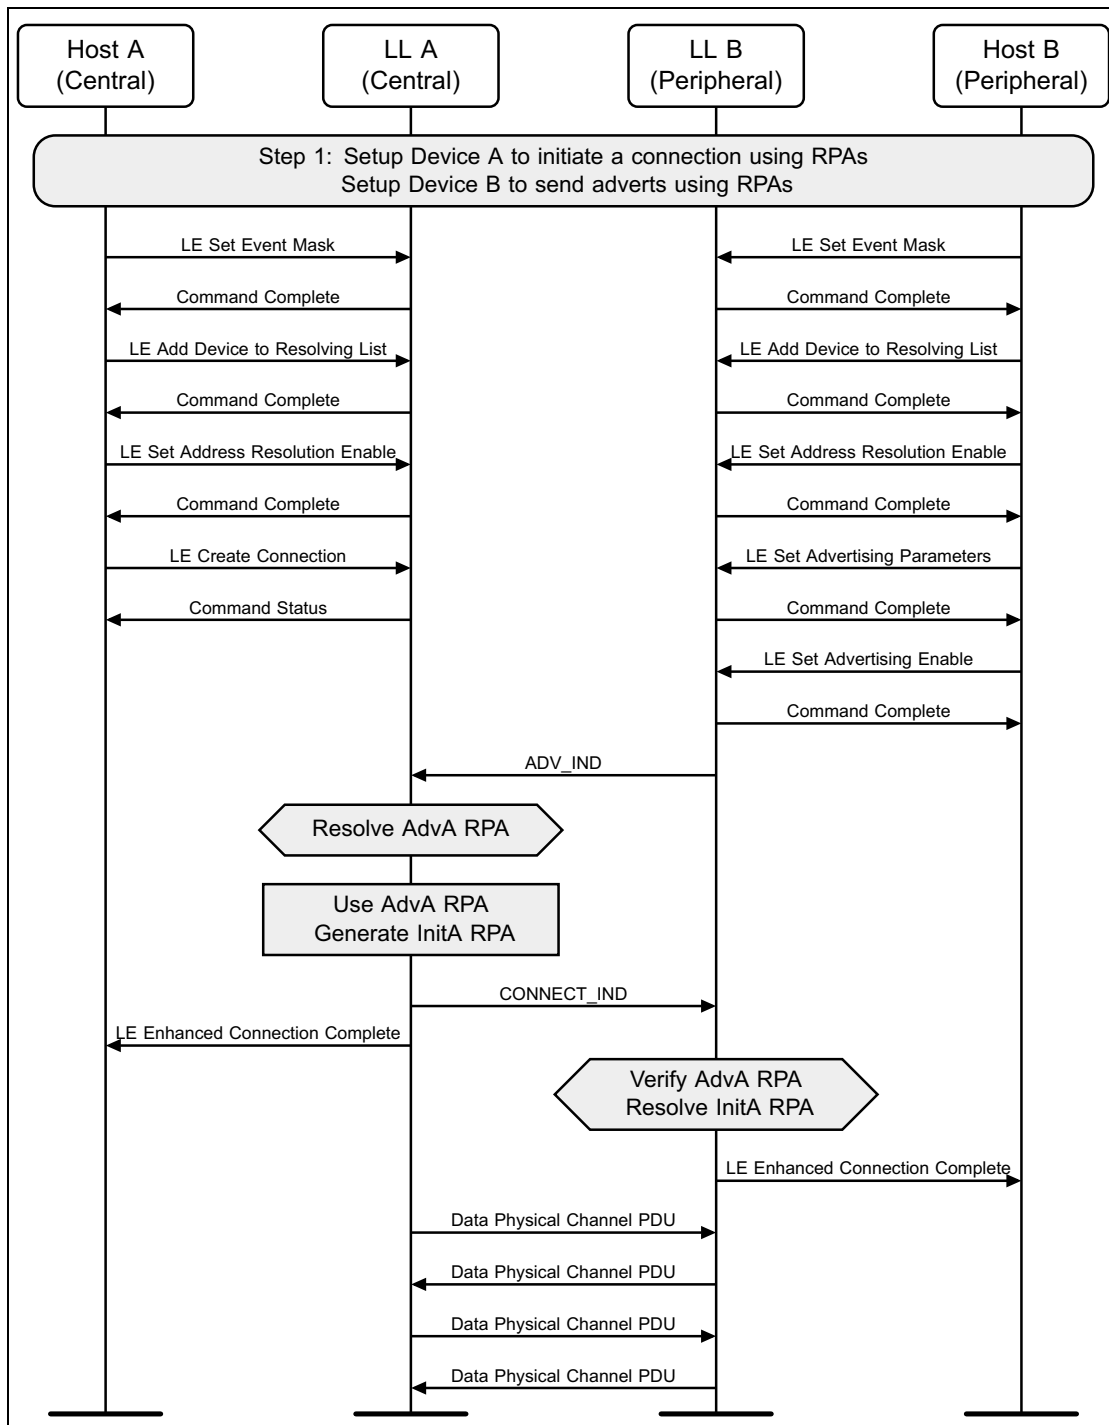 Host A
(Central)
LL A
(Central)
LL B
(Peripheral)
Host B
(Peripheral)
Step 1: Setup Device A to initiate a connection using RPAs
Setup Device B to send adverts using RPAs
LE Set Event Mask
LE Set Event Mask
Command Complete
Command Complete
LE Add Device to Resolving List
LE Add Device to Resolving List
Command Complete
Command Complete
LE Set Address Resolution Enable
LE Set Address Resolution Enable
Command Complete
Command Complete
LE Create Connection
LE Set Advertising Parameters
Command Status
Command Complete
LE Set Advertising Enable
Command Complete
ADV_IND
Resolve AdvA RPA
Use AdvA RPA
Generate InitA RPA
CONNECT_IND
LE Enhanced Connection Complete
Verify AdvA RPA
Resolve InitA RPA
LE Enhanced Connection Complete
Data Physical Channel PDU
Data Physical Channel PDU
Data Physical Channel PDU
Data Physical Channel PDU